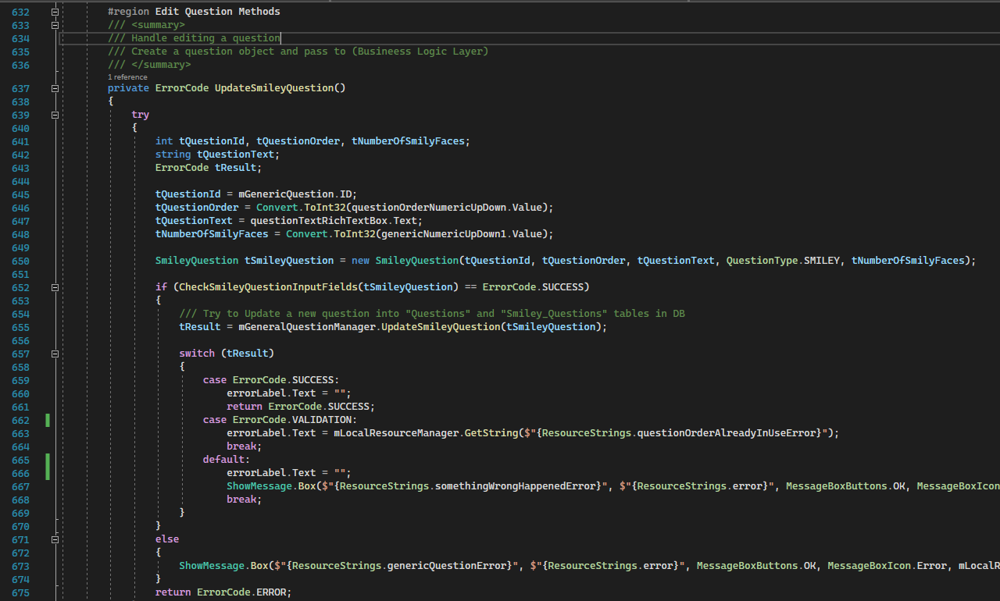 632 #region Edit Question Methods
633 /// <summary>
634 /// Handle editing a question
635 /// Create a question object and pass to (Busineess Logic Layer)
636 /// </summary>
1 reference
637 private ErrorCode UpdateSmileyQuestion()
638 {
639 try
640 {
641 int tQuestionId, tQuestionOrder, tNumberOfSmilyFaces;
642 string tQuestionText;
643 ErrorCode tResult;
644
645 tQuestionId = mGenericQuestion.ID;
646 tQuestionOrder = Convert.ToInt32(questionOrderNumericUpDown.Value);
647 tQuestionText = questionTextRichTextBox.Text;
648 tNumberOfSmilyFaces = Convert.ToInt32(genericNumericUpDown1.Value);
649
650 SmileyQuestion tSmileyQuestion = new SmileyQuestion(tQuestionId, tQuestionOrder, tQuestionText, QuestionType.SMILEY, tNumberOfSmilyFaces);
651
652 if (CheckSmileyQuestionInputFields(tSmileyQuestion) == ErrorCode.SUCCESS)
653 {
654 /// Try to Update a new question into "Questions" and "Smiley_Questions" tables in DB
655 tResult = mGeneralQuestionManager.UpdateSmileyQuestion(tSmileyQuestion);
656
657 switch (tResult)
658 {
659 case ErrorCode.SUCCESS:
660 errorLabel.Text = "";
661 return ErrorCode.SUCCESS;
662 case ErrorCode.VALIDATION:
663 errorLabel.Text = mLocalResourceManager.GetString($"{ResourceStrings.questionOrderAlreadyInUseError}");
664 break;
665 default:
666 errorLabel.Text = "";
667 ShowMessage.Box($"{ResourceStrings.somethingWrongHappenedError}", $"{ResourceStrings.error}", MessageBoxButtons.OK, MessageBoxIcon
668 break;
669 }
670 }
671 else
672 {
673 ShowMessage.Box($"{ResourceStrings.genericQuestionError}", $"{ResourceStrings.error}", MessageBoxButtons.OK, MessageBoxIcon.Error, mLocalR
674 }
675 return ErrorCode.ERROR;